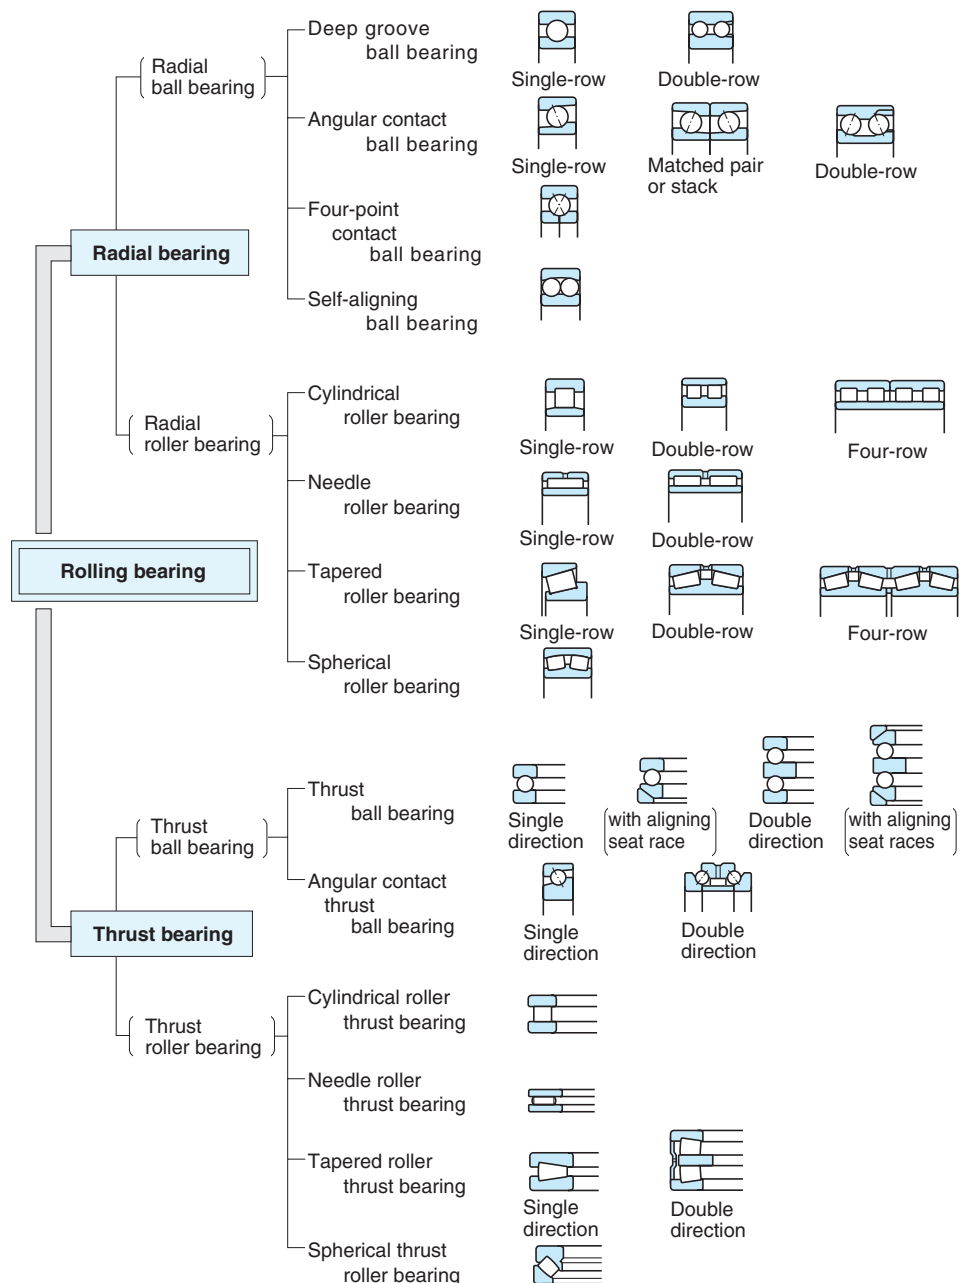 Deep groove
ball bearing
Radial
ball bearing
Single-row
Double-row
Angular contact
ball bearing
Single-row
Matched pair
or stack
Double-row
Four-point
contact
ball bearing
Radial bearing
Self-aligning
ball bearing
Cylindrical
roller bearing
Radial
roller bearing
Single-row
Double-row
Four-row
Needle
roller bearing
Single-row
Double-row
Rolling bearing
Tapered
roller bearing
Single-row
Double-row
Four-row
Spherical
roller bearing
Thrust
ball bearing
Thrust
ball bearing
Single
direction
(with aligning
seat race)
Double
direction
(with aligning
seat races)
Angular contact
thrust
ball bearing
Single
direction
Double
direction
Thrust bearing
Cylindrical roller
thrust bearing
Thrust
roller bearing
Needle roller
thrust bearing
Tapered roller
thrust bearing
Single
direction
Double
direction
Spherical thrust
roller bearing